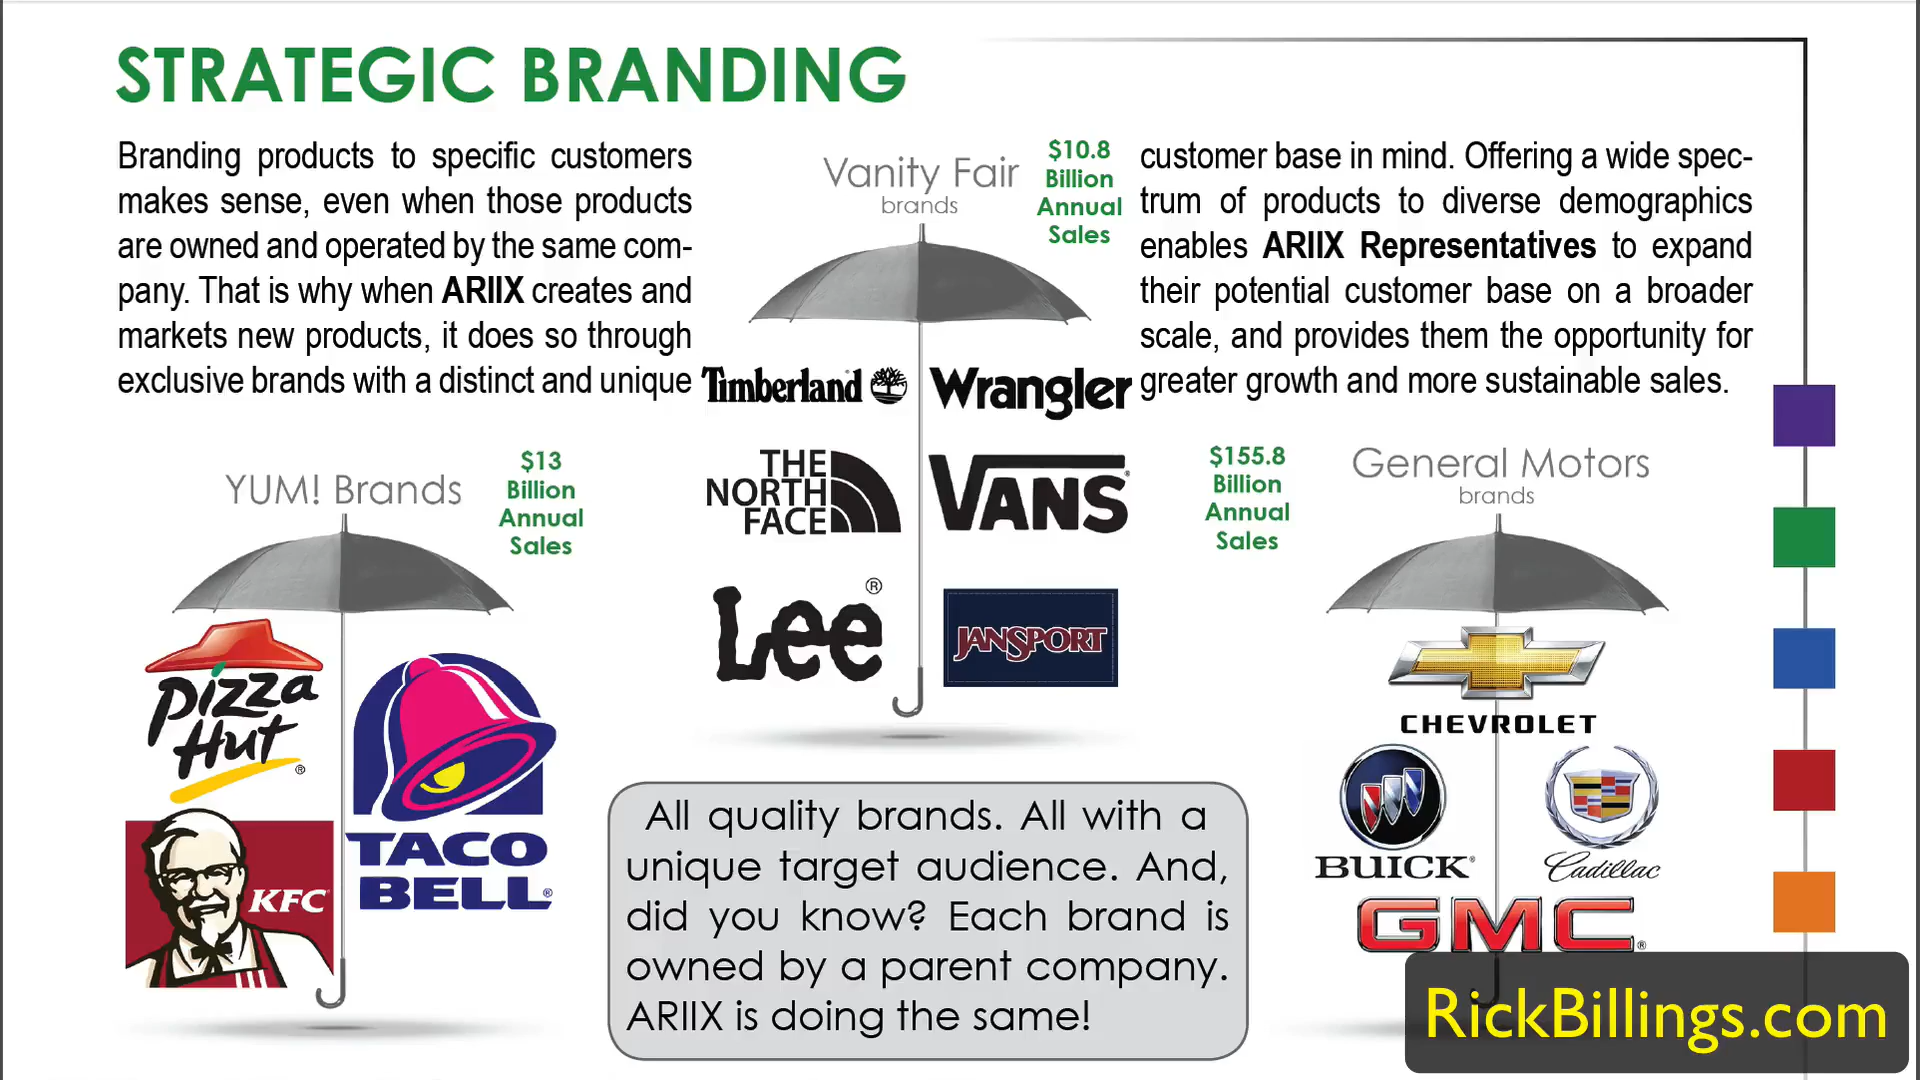 STRATEGIC BRANDING
Branding products to specific customers
makes sense, even when those products
are owned and operated by the same com-
pany. That is why when ARIIX creates and
markets new products, it does so through
exclusive brands with a distinct and unique
customer base in mind. Offering a wide spec-
trum of products to diverse demographics
enables ARIIX Representatives to expand
their potential customer base on a broader
scale, and provides them the opportunity for
greater growth and more sustainable sales.
Vanity Fair
brands
$10.8
Billion
Annual
Sales
Timberland
Wrangler
THE
NORTH
FACE
VANS
Lee®
JANSPORT
YUM! Brands
$13
Billion
Annual
Sales
Pizza
Hut®
TACO
BELL®
KFC
General Motors
brands
$155.8
Billion
Annual
Sales
CHEVROLET
BUICK
Cadillac
GMC®
All quality brands. All with a
unique target audience. And,
did you know? Each brand is
owned by a parent company.
ARIIX is doing the same!
RickBillings.com